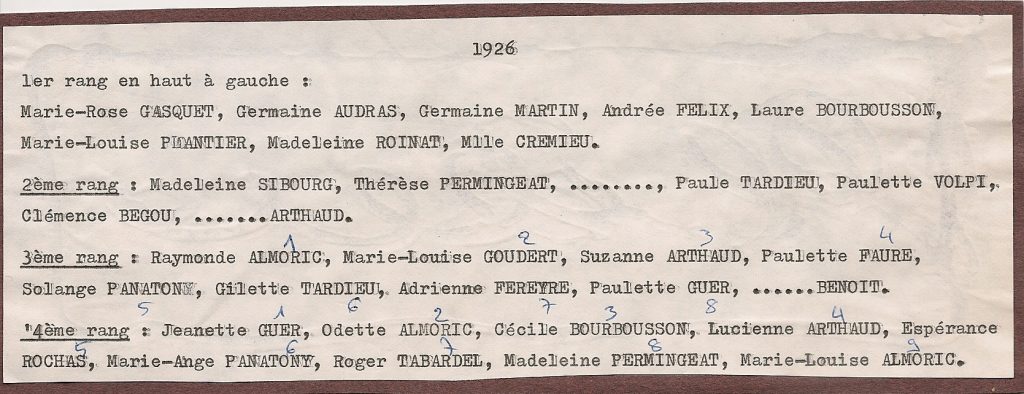 1926
1er rang en haut à gauche :
Marie-Rose GASQUET, Germaine AUDRAS, Germaine MARTIN, Andrée FELIX, Laure BOURBOUSSON,
Marie-Louise PLANTIER, Madeleine ROINAT, Mlle CREMIEU.
2ème rang : Madeleine SIBOURG, Thérèse PERMINGEAT, ........, Paule TARDIEU, Paulette VOLPI,
Clémence BEGOU, .......ARTHAUD.
1 2 3 4
3ème rang : Raymonde ALMORIC, Marie-Louise GOUDERT, Suzanne ARTHAUD, Paulette FAURE,
Solange PANATONY, Gilette TARDIEU, Adrienne FEREYRE, Paulette GUER, ......BENOIT.
5 6 7 8
1 2 3 4
4ème rang : Jeanette GUER, Odette ALMORIC, Cécile BOURBOUSSON, Lucienne ARTHAUD, Espérance
5 6 7 8 9
ROCHAS, Marie-Ange PANATONY, Roger TABARDEL, Madeleine PERMINGEAT, Marie-Louise ALMORIC.